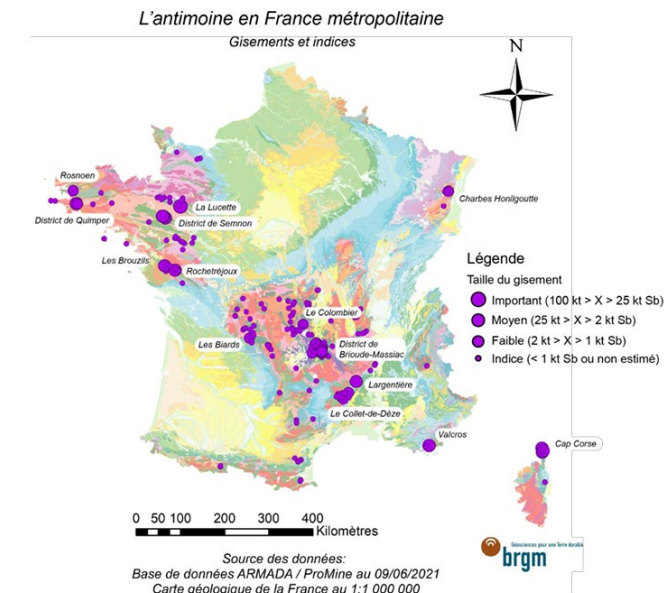 L'antimoine en France métropolitaine
Gisements et indices
N
Rosnoen
La Lucette
Charbes Honilgoutte
District de Quimper
District de Semnon
Les Brouzils
Rochetréjoux
Légende
Taille du gisement
Important (100 kt > X > 25 kt Sb)
Moyen (25 kt > X > 2 kt Sb)
Faible (2 kt > X > 1 kt Sb)
Indice (< 1 kt Sb ou non estimé)
Le Colombier
Les Biards
District de
Brioude-Massiac
Largentière
Le Collet-de-Dèze
Valcros
Cap Corse
0 50 100 200 300 400
Kilomètres
Géosciences pour une Terre durable
brgm
Source des données:
Base de données ARMADA / ProMine au 09/06/2021
Carte géologique de la France au 1:1 000 000